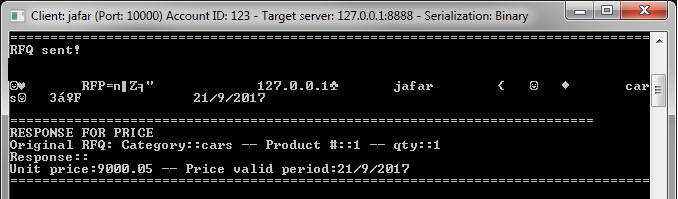 Client: jafar (Port: 10000) Account ID: 123 - Target server: 127.0.0.1:8888 - Serialization: Binary
================================================================================
RFQ sent!
☺♥ 127.0.0.1♣ jafar { ☺ ♦ car
s☺ 3á♀F 21/9/2017
=========================================================================
RESPONSE FOR PRICE
Original RFQ: Category::cars -- Product #::1 -- qty::1
Response::
Unit price:9000.05 -- Price valid period:21/9/2017
================================================================================